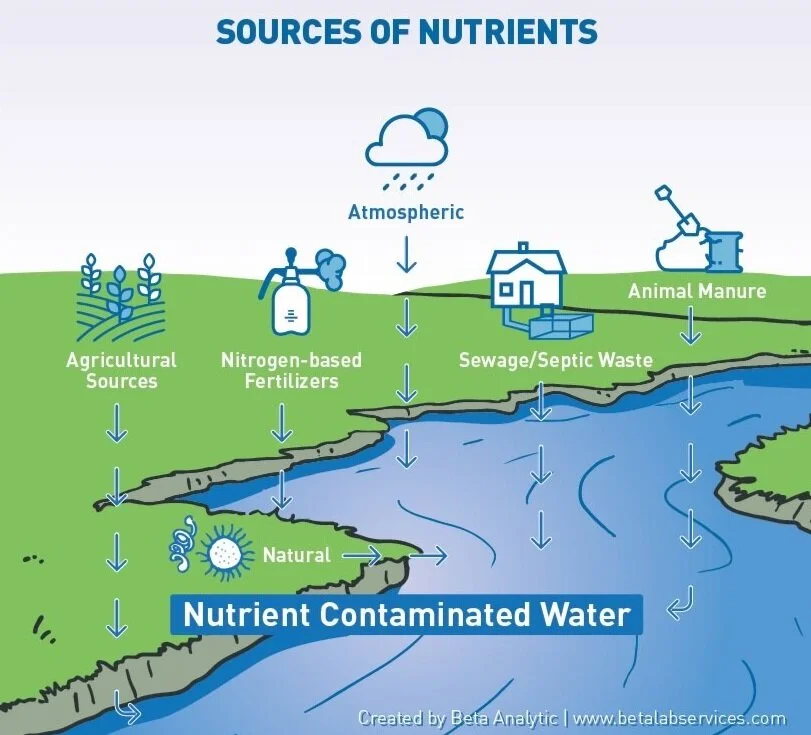 SOURCES OF NUTRIENTS
Atmospheric
Animal Manure
Agricultural
Sources
Nitrogen-based
Fertilizers
Sewage/Septic Waste
Natural
Nutrient Contaminated Water
Created by Beta Analytic | www.betalabservices.com